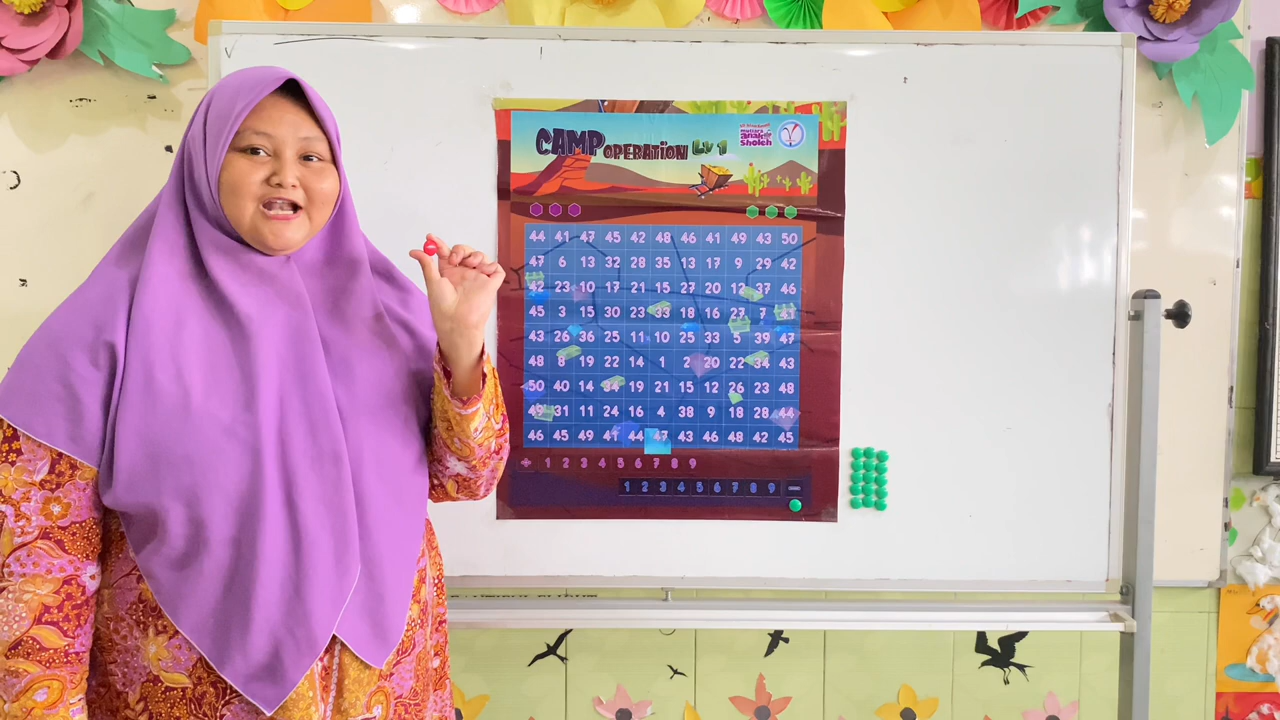 CAMP OPERATION LV 1
mutiara
anak
Sholeh
44 41 47 45 42 48 46 41 49 43 50
47 6 13 32 28 35 13 17 9 29 42
42 23 10 17 21 15 27 20 12 37 46
45 3 15 30 23 33 18 16 27 7 41
43 26 36 25 11 10 25 33 5 39 47
48 8 19 22 14 1 2 20 22 34 43
50 40 14 34 19 21 15 12 26 23 48
49 31 11 24 16 4 38 9 18 28 44
46 45 49 41 44 47 43 46 48 42 45
+ 1 2 3 4 5 6 7 8 9
1 2 3 4 5 6 7 8 9 −